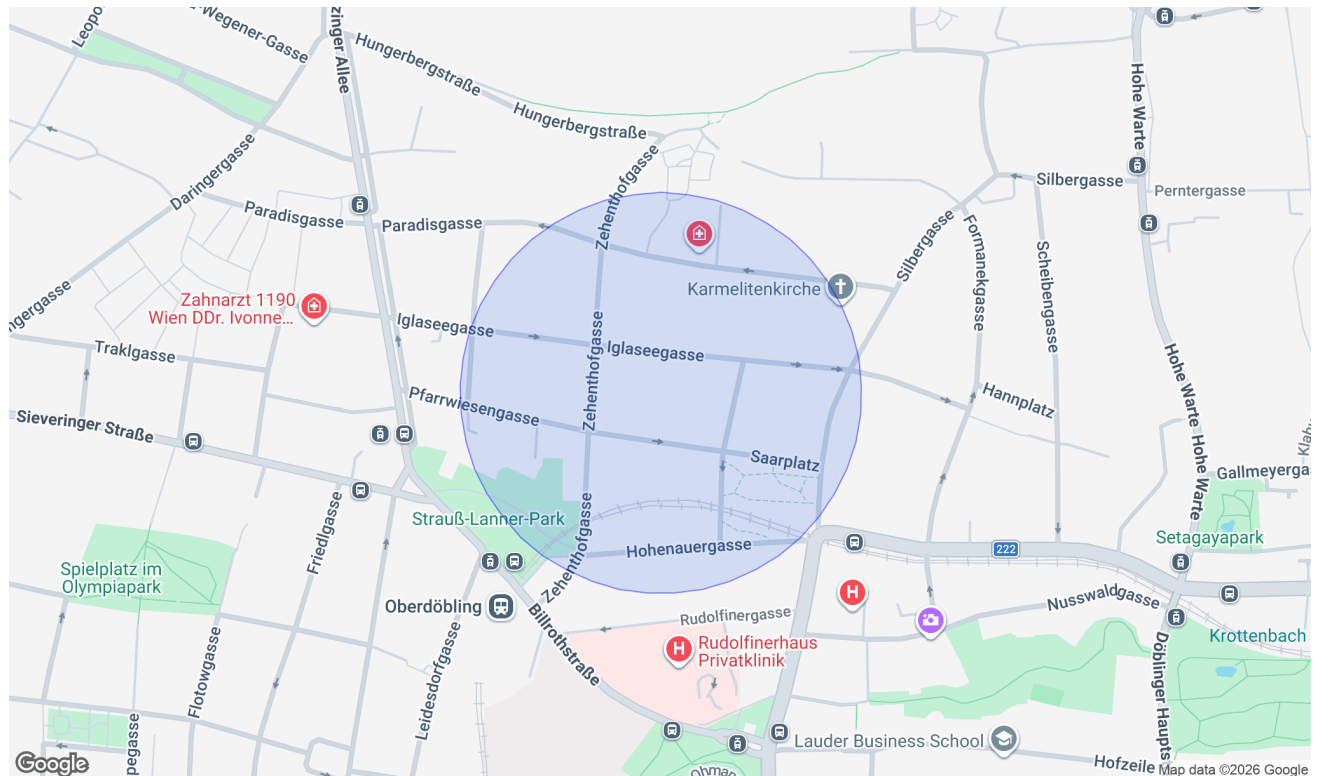 Leopo
-Wegener-Gasse
zinger Allee
Hungerbergstraße
Hungerbergstraße
Hohe Warte
Daringergasse
Zehenthofgasse
Silbergasse
Perntergasse
Paradisgasse
Paradisgasse
Silbergasse
Formanekgasse
Scheibengasse
Karmelitenkirche
ngergasse
Zahnarzt 1190
Wien DDr. Ivonne...
Iglaseegasse
Iglaseegasse
Zehenthofgasse
Traklgasse
Hohe Warte
Hannplatz
Pfarrwiesengasse
Sieveringer Straße
Saarplatz
Hohe Warte
Klabu
Gallmeyerga
Friedlgasse
Strauß-Lanner-Park
Zehenthofgasse
Hohenauergasse
222
Setagayapark
Spielplatz im
Olympiapark
Oberdöbling
Billrothstraße
Rudolfinergasse
H
Nusswaldgasse
Krottenbach
H
Rudolfinerhaus
Privatklinik
Flotowgasse
Leidesdorfgasse
Döblinger Haupts
pegasse
Lauder Business School
Hofzeile
Ohman
Google
Map data ©2026 Google